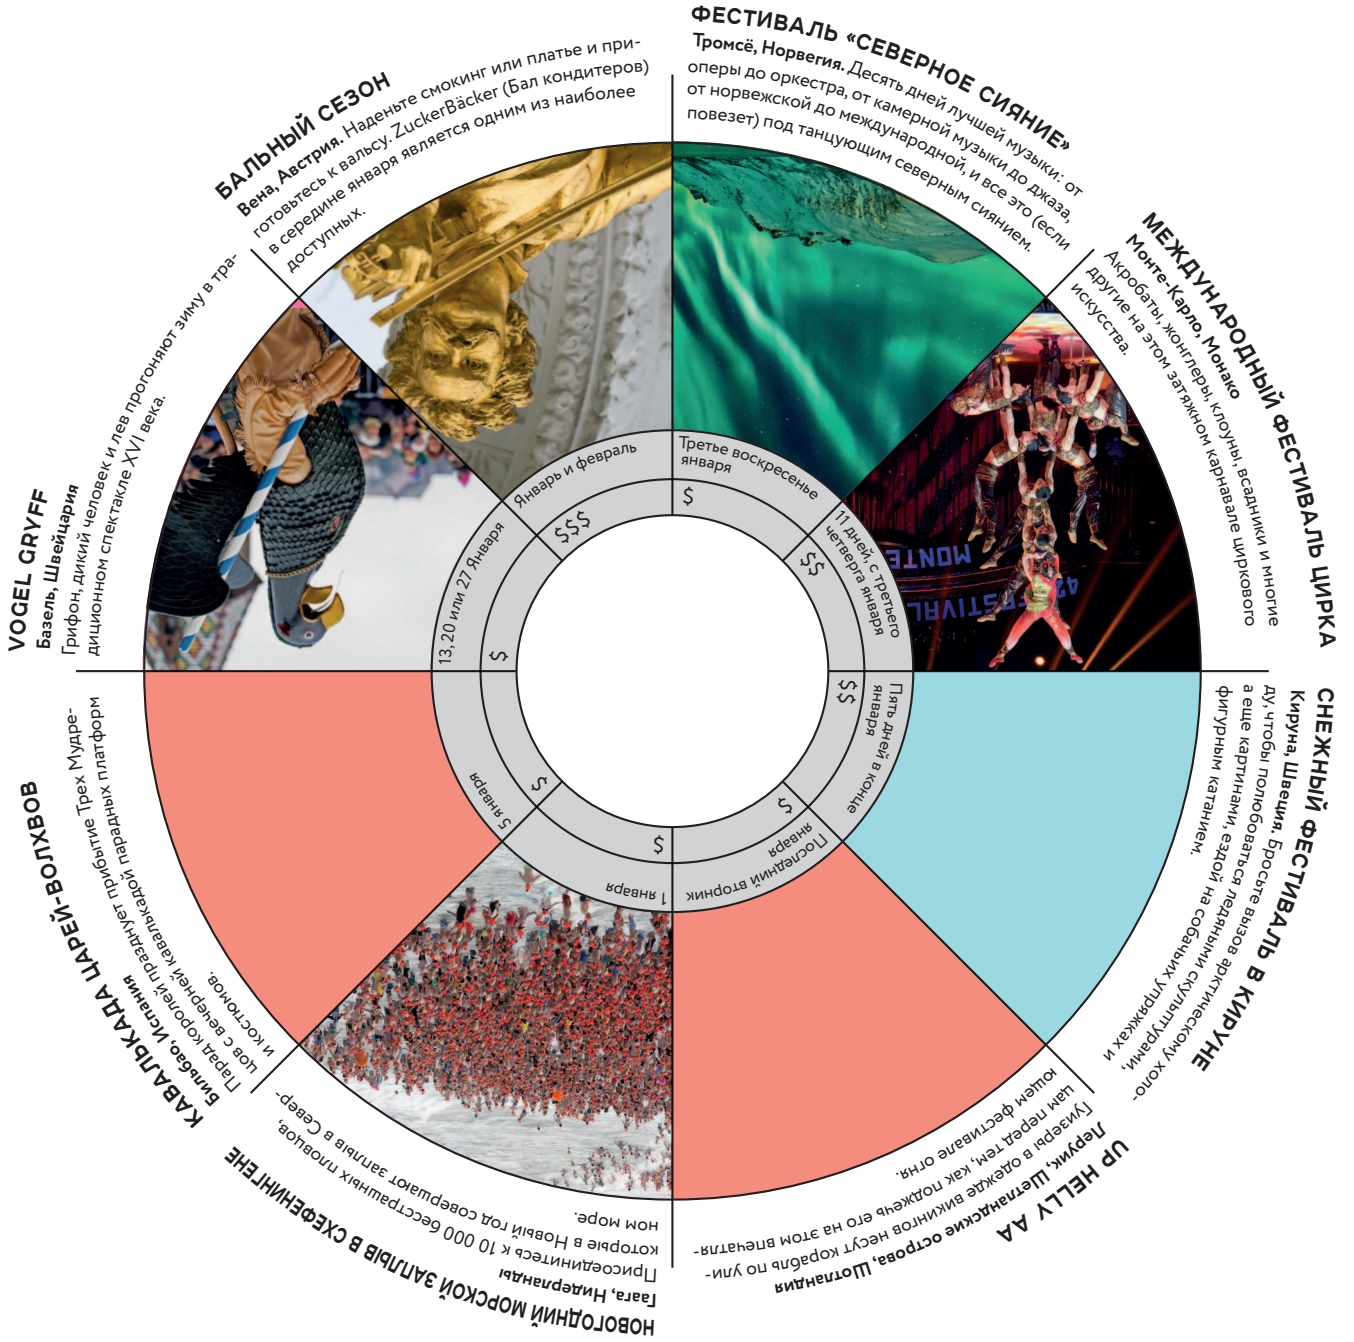 ФЕСТИВАЛЬ «СЕВЕРНОЕ СИЯНИЕ»
Тромсё, Норвегия. Десять дней лучшей музыки: от
оперы до оркестра, от камерной музыки до джаза,
от норвежской до международной, и все это (если
повезет) под танцующим северным сиянием.
Третье воскресенье
января
$
МЕЖДУНАРОДНЫЙ ФЕСТИВАЛЬ ЦИРКА
Монте-Карло, Монако
Акробаты, жонглеры, клоуны, всадники и многие
другие на этом затяжном карнавале циркового
искусства.
11 дней, с третьего
четверга января
$$
MONTE
FESTIVAL
СНЕЖНЫЙ ФЕСТИВАЛЬ В КИРУНЕ
Кируна, Швеция. Бросьте вызов арктическому холо-
ду, чтобы полюбоваться ледяными скульптурами,
а еще картинами, ездой на собачьих упряжках и
фигурным катанием.
Пять дней в конце
января
$$
UP HELLY AA
Леруик, Шетландские острова, Шотландия
Гуизеры в одежде викингов несут корабль по ули-
цам перед тем, как поджечь его на этом впечатля-
ющем фестивале огня.
Последний вторник
января
$
НОВОГОДНИЙ МОРСКОЙ ЗАПЛЫВ В СХЕФЕНИНГЕНЕ
Гаага, Нидерланды
Присоединитесь к 10 000 бесстрашных пловцов,
которые в Новый год совершают заплыв в Север-
ном море.
1 января
$
КАВАЛЬКАДА ЦАРЕЙ-ВОЛХВОВ
Бильбао, Испания
Парад королей празднует прибытие Трех Мудре-
цов с вечерней кавалькадой парадных платформ
и костюмов.
5 января
$
VOGEL GRYFF
Базель, Швейцария
Грифон, дикий человек и лев прогоняют зиму в тра-
диционном спектакле XVI века.
13, 20 или 27 Января
$
БАЛЬНЫЙ СЕЗОН
Вена, Австрия. Наденьте смокинг или платье и при-
готовьтесь к вальсу. ZuckerBäcker (Бал кондитеров)
в середине января является одним из наиболее
доступных.
Январь и февраль
$$$